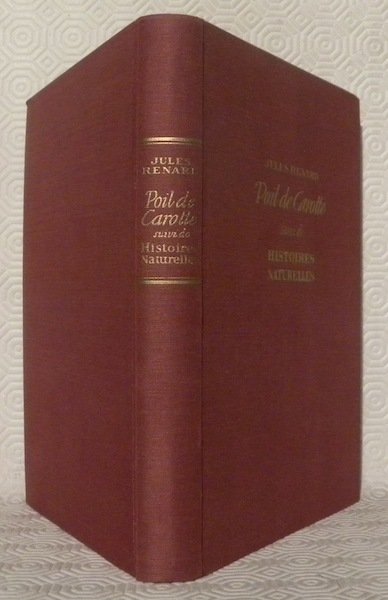 JULES
RENARD
Poil de
Carotte
suivi de
Histoires
Naturelles
JULES RENARD
Poil de Carotte
suivi de
HISTOIRES
NATURELLES